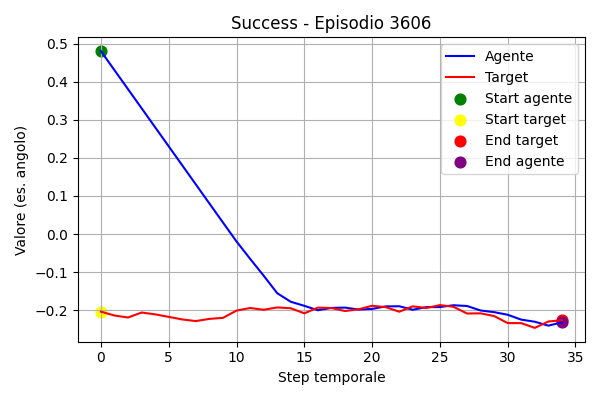 Success - Episodio 3606
Valore (es. angolo)
0.5
0.4
0.3
0.2
0.1
0.0
−0.1
−0.2
Agente
Target
Start agente
Start target
End target
End agente
0 5 10 15 20 25 30 35
Step temporale